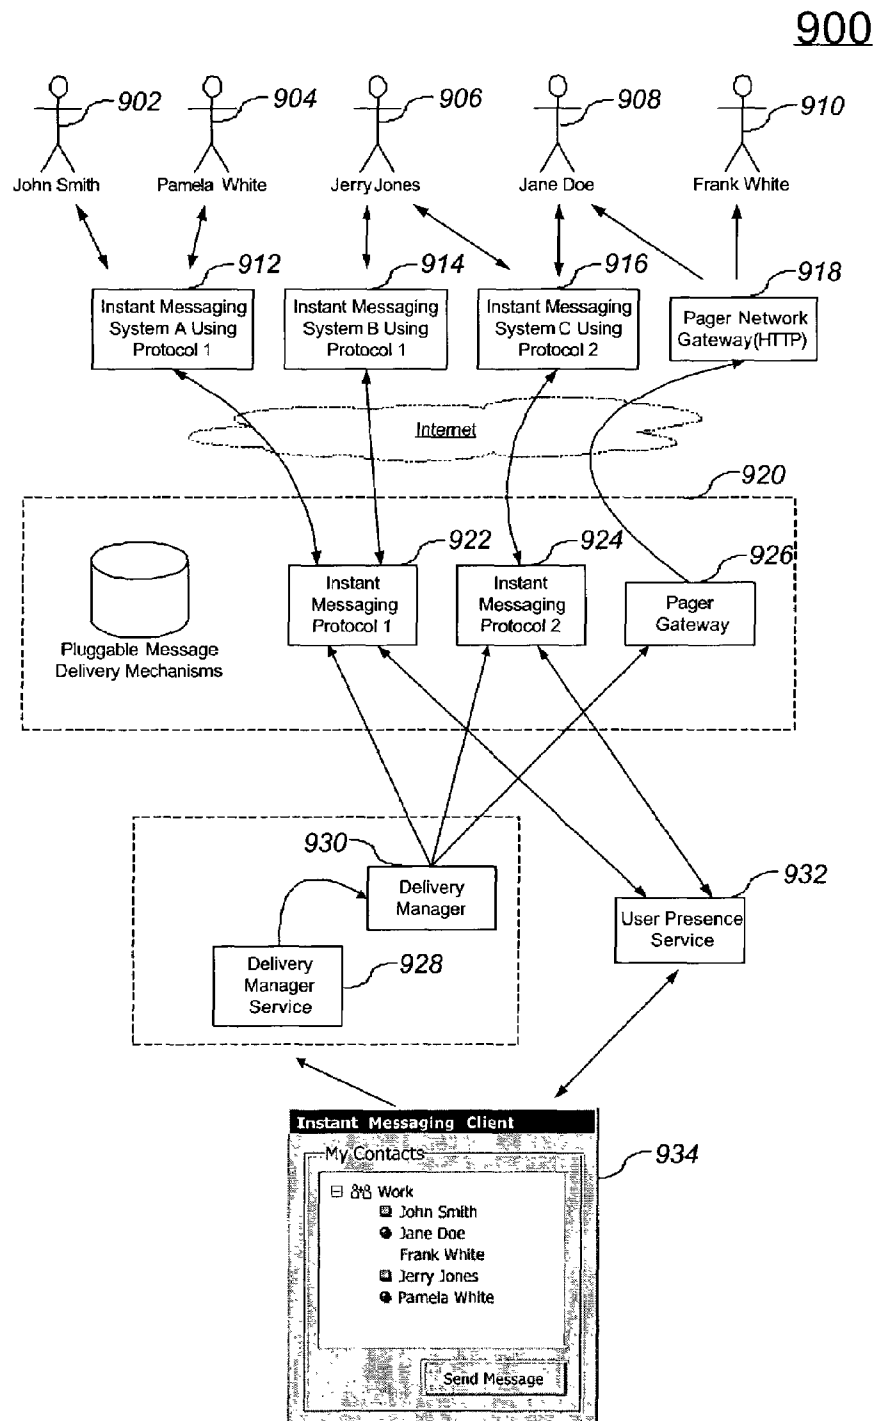 900
902
904
906
908
910
John Smith
Pamela White
Jerry Jones
Jane Doe
Frank White
912
914
916
918
Instant Messaging
System A Using
Protocol 1
Instant Messaging
System B Using
Protocol 1
Instant Messaging
System C Using
Protocol 2
Pager Network
Gateway(HTTP)
Internet
920
922
924
926
Pluggable Message
Delivery Mechanisms
Instant
Messaging
Protocol 1
Instant
Messaging
Protocol 2
Pager
Gateway
930
Delivery
Manager
932
User Presence
Service
928
Delivery
Manager
Service
Instant Messaging Client
934
My Contacts
Work
John Smith
Jane Doe
Frank White
Jerry Jones
Pamela White
Send Message